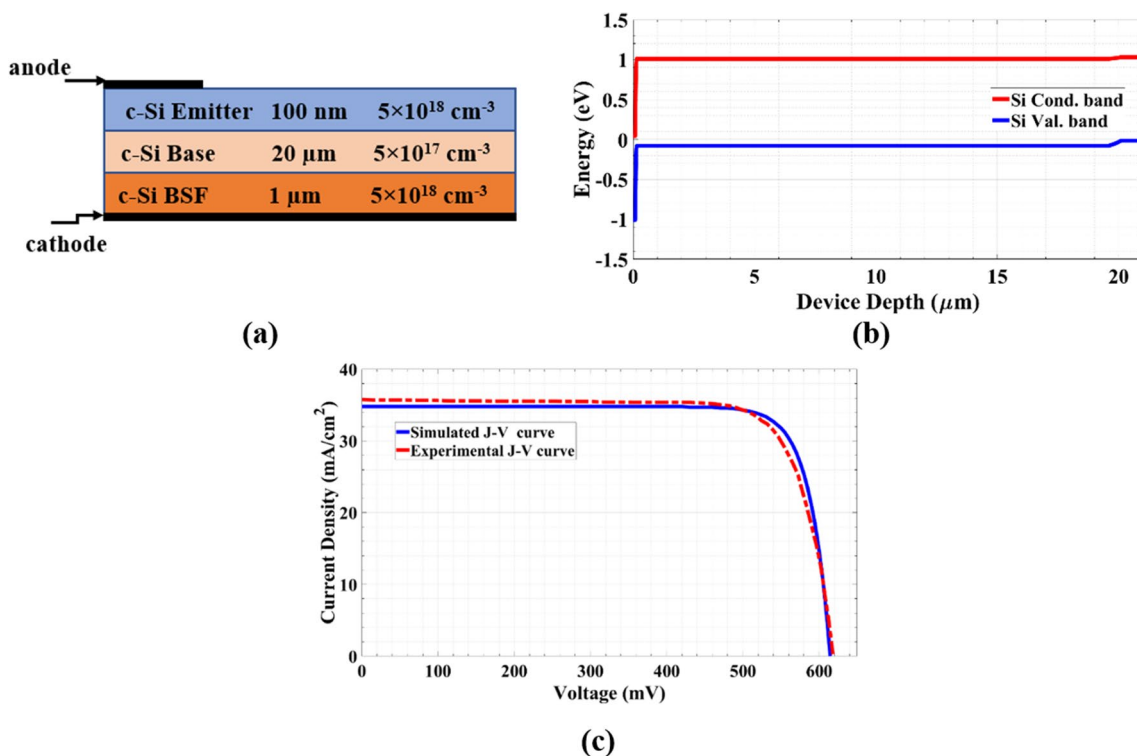 anode
c-Si Emitter 100 nm 5×10¹⁸ cm⁻³
c-Si Base 20 μm 5×10¹⁷ cm⁻³
c-Si BSF 1 μm 5×10¹⁸ cm⁻³
cathode
(a)
1.5
1
0.5
0
-0.5
-1
-1.5
Energy (eV)
Si Cond. band
Si Val. band
0 5 10 15 20
Device Depth (μm)
(b)
40
30
20
10
0
Current Density (mA/cm²)
Simulated J-V curve
Experimental J-V curve
0 100 200 300 400 500 600
Voltage (mV)
(c)